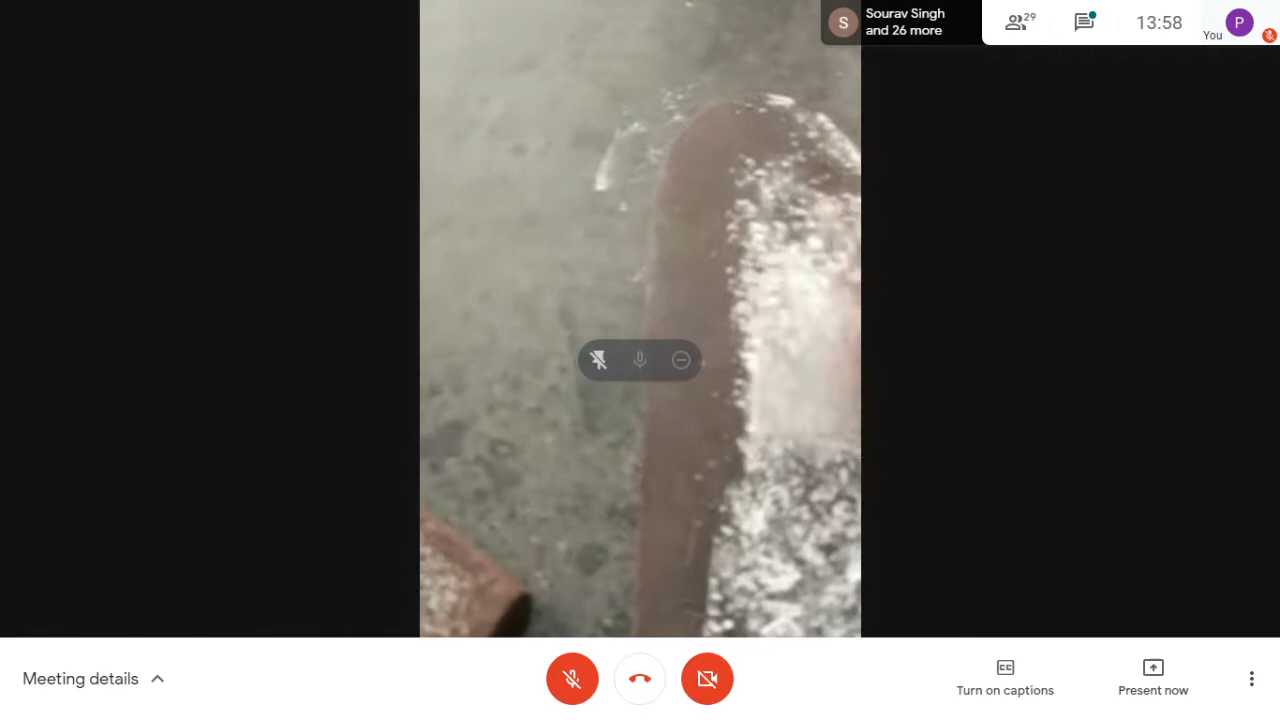 S
Sourav Singh
and 26 more
29
13:58
You
P
Meeting details
Turn on captions
Present now